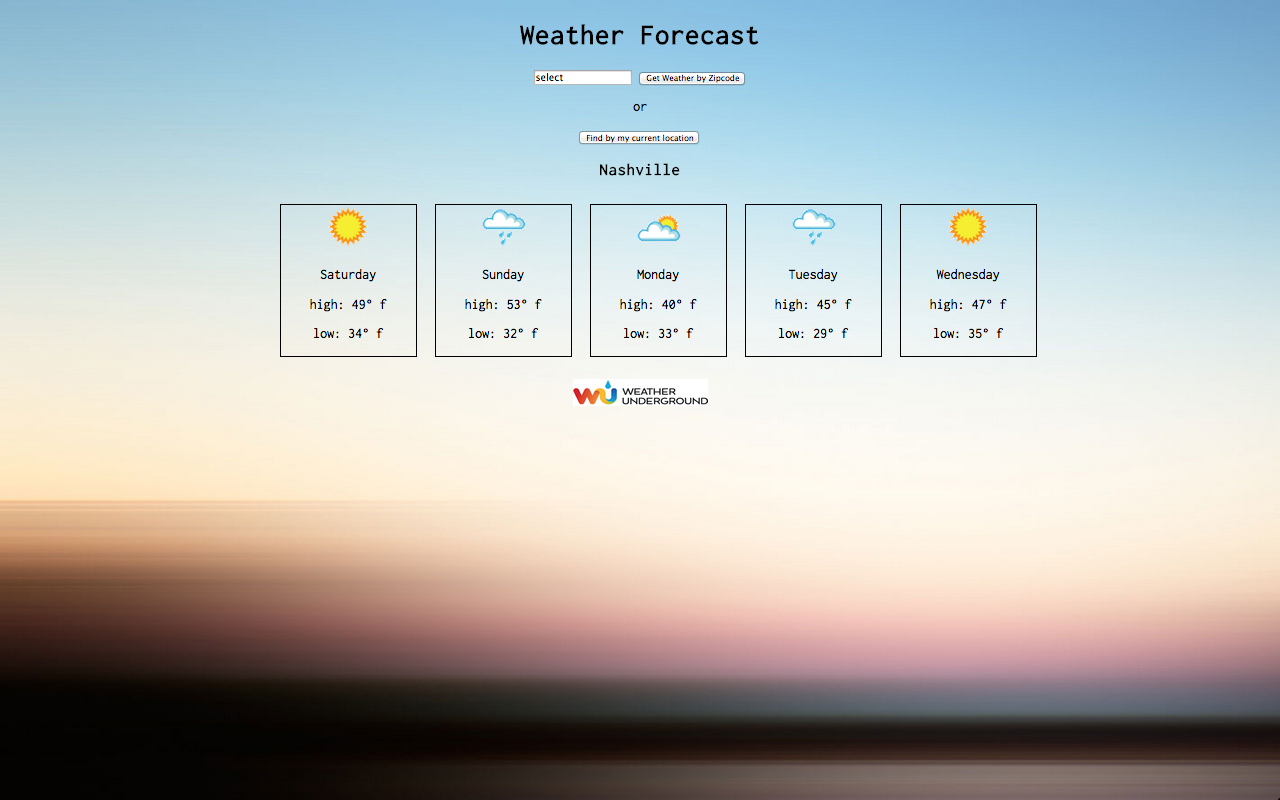 Weather Forecast
select Get Weather by Zipcode
or
Find by my current location
Nashville
Saturday
high: 49° f
low: 34° f
Sunday
high: 53° f
low: 32° f
Monday
high: 40° f
low: 33° f
Tuesday
high: 45° f
low: 29° f
Wednesday
high: 47° f
low: 35° f
WU WEATHER
UNDERGROUND